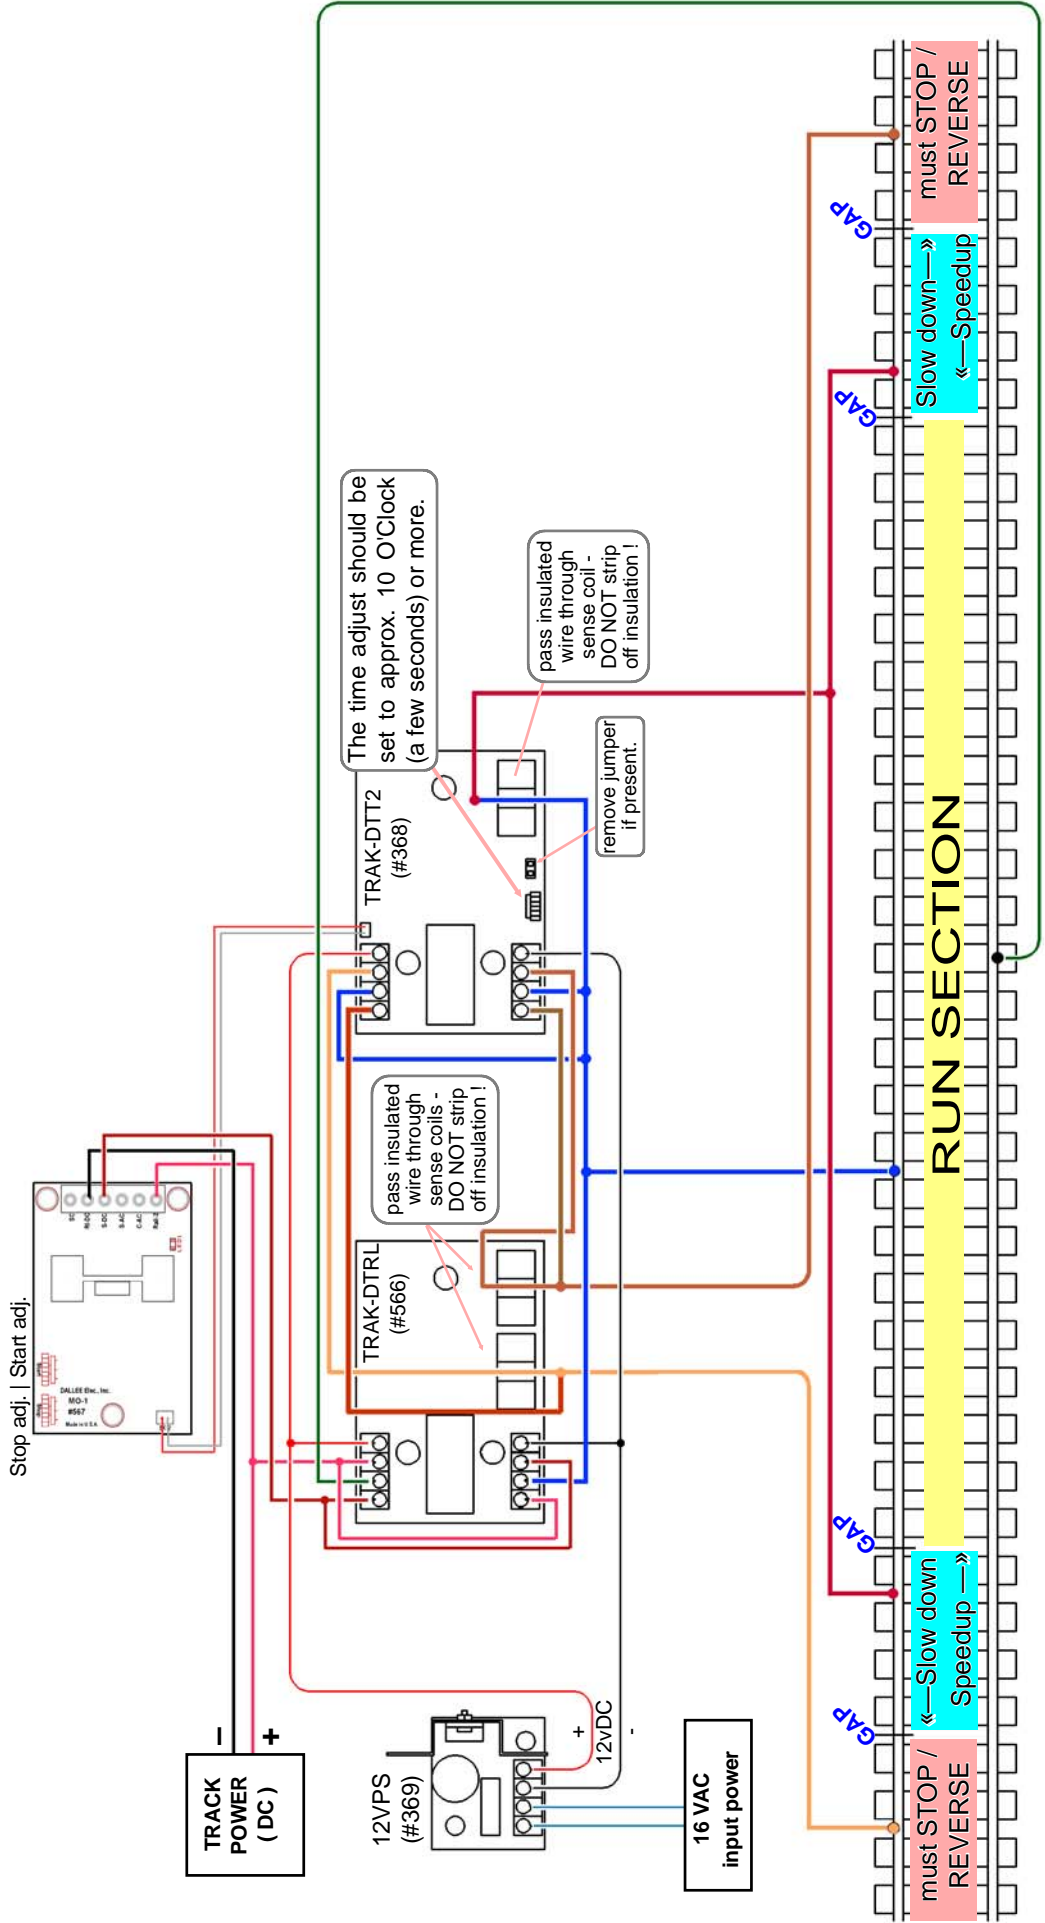 Stop adj. | Start adj.
DALLEE Elec., Inc.
MO-1
#567
Made in U.S.A.
S-DC
S-AC
C-AC
LED1
TRACK
POWER
( DC )
–
+
12VPS
(#369)
+
12vDC
-
16 VAC
input power
TRAK-DTRL
(#566)
pass insulated
wire through
sense coils -
DO NOT strip
off insulation !
TRAK-DTT2
(#368)
The time adjust should be
set to approx. 10 O'Clock
(a few seconds) or more.
pass insulated
wire through
sense coil -
DO NOT strip
off insulation !
remove jumper
if present.
GAP
GAP
GAP
GAP
must STOP /
REVERSE
«—Slow down
Speedup —»
RUN SECTION
Slow down—»
«—Speedup
must STOP /
REVERSE